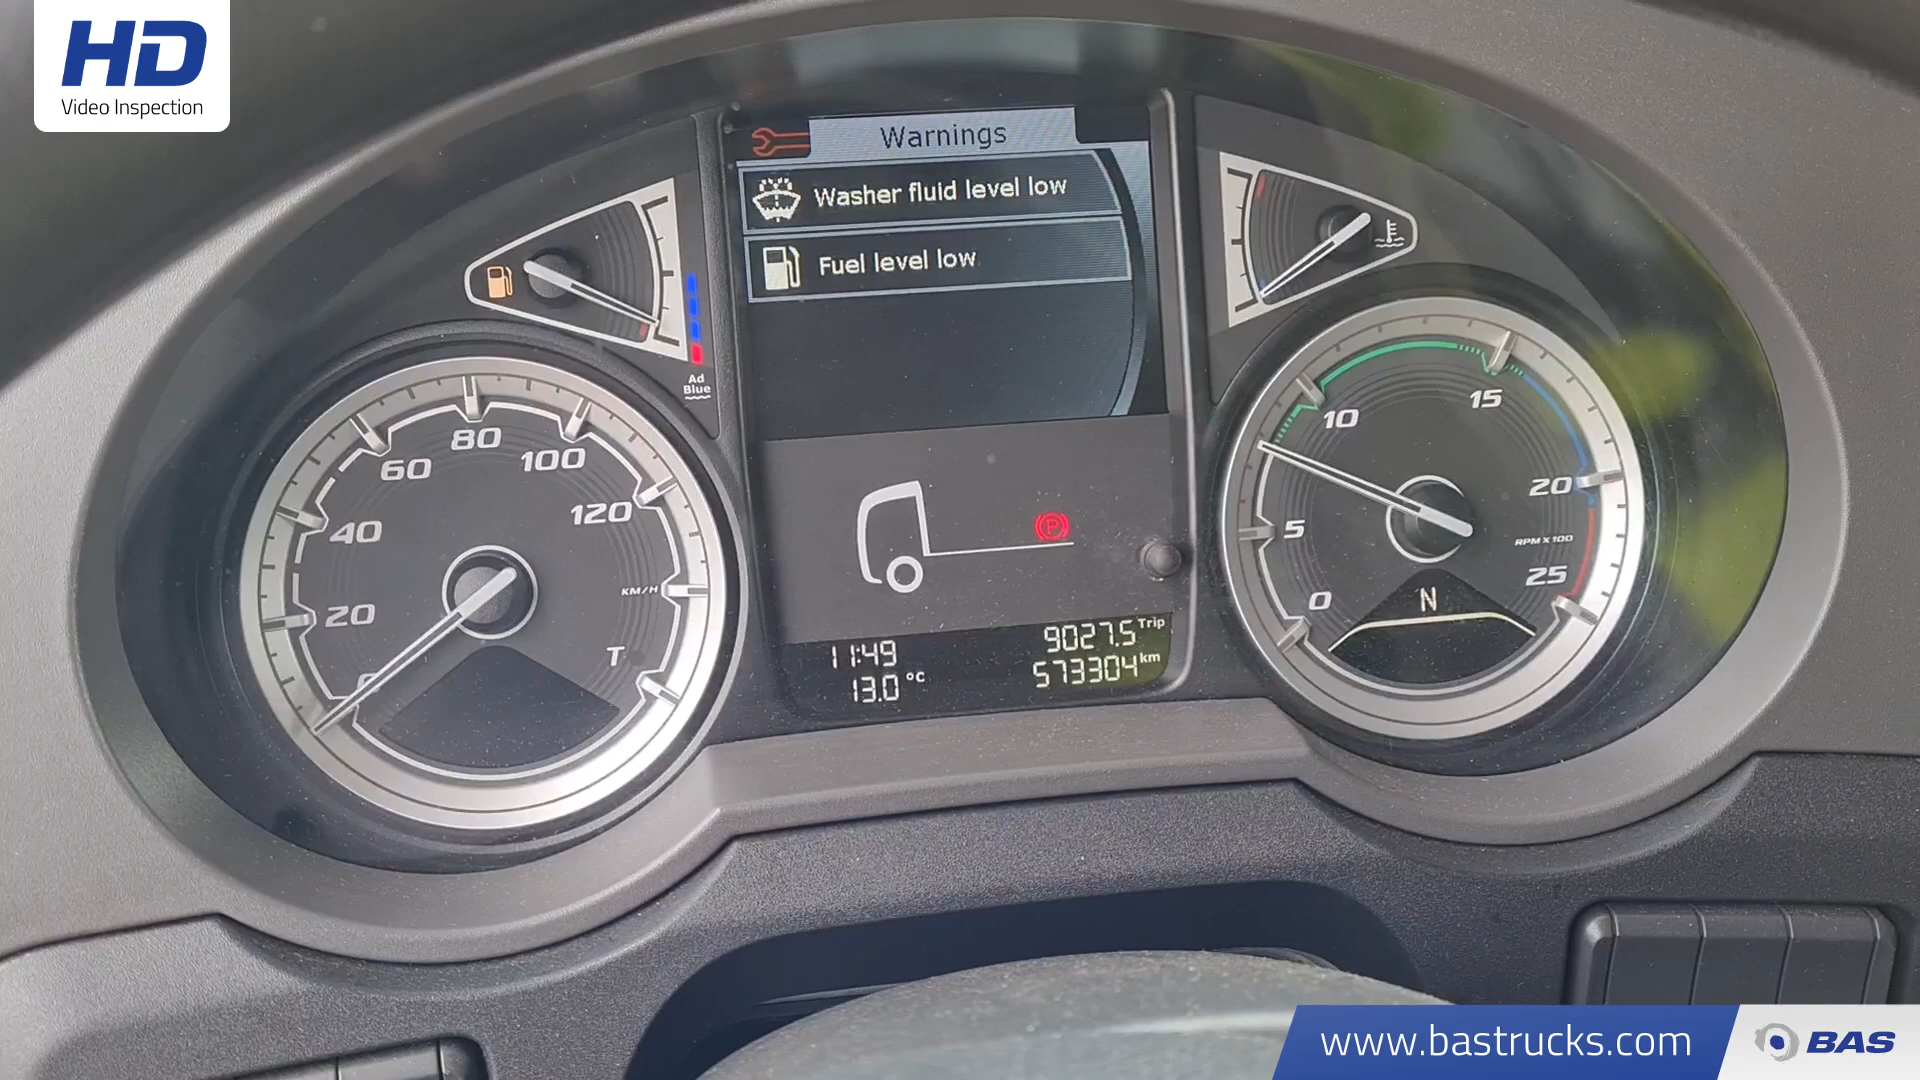 HD
Video Inspection
Warnings
Washer fluid level low
Fuel level low
Ad
Blue
0
20
40
60
80
100
120
KM/H
T
P
11:49
13.0 °C
9027.5 Trip
573304 km
0
5
10
15
20
25
RPM X 100
N
www.bastrucks.com
BAS